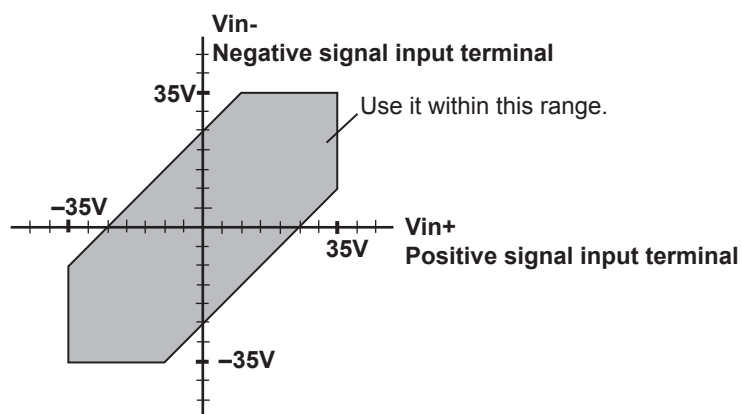 Vin-
Negative signal input terminal
35V
Use it within this range.
–35V
Vin+
35V
Positive signal input terminal
–35V